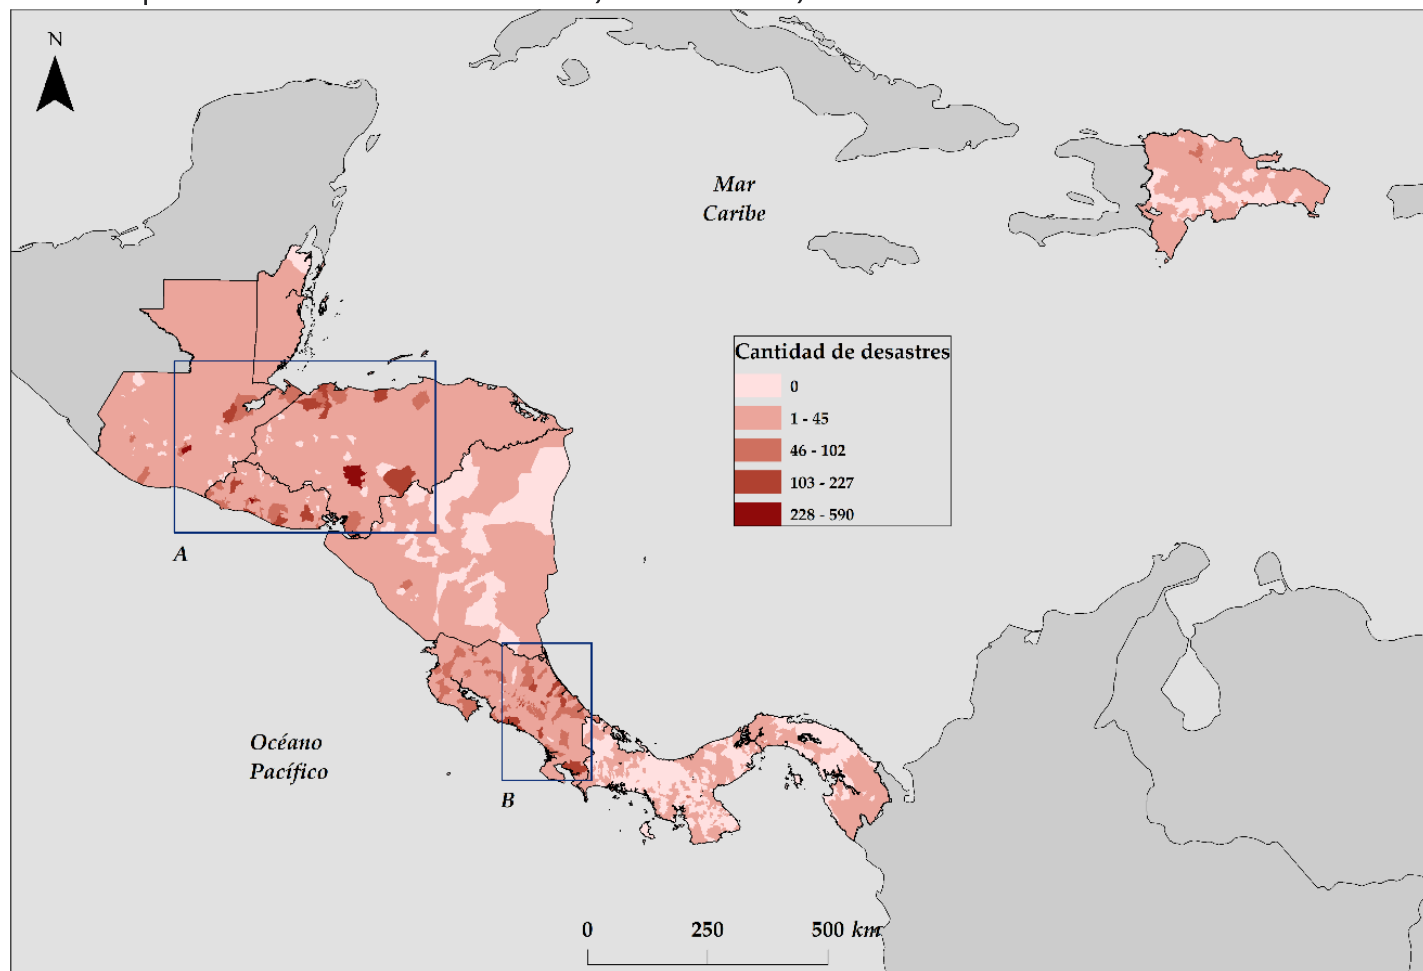 N
Mar
Caribe
Cantidad de desastres
0
1 - 45
46 - 102
103 - 227
228 - 590
A
Océano
Pacífico
B
0 250 500 km